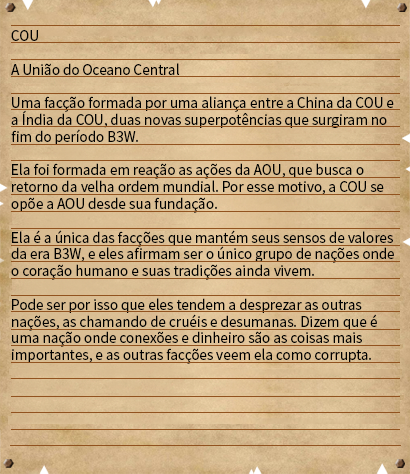 COU
A União do Oceano Central
Uma facção formada por uma aliança entre a China da COU e
a Índia da COU, duas novas superpotências que surgiram no
fim do período B3W.
Ela foi formada em reação as ações da AOU, que busca o
retorno da velha ordem mundial. Por esse motivo, a COU se
opõe a AOU desde sua fundação.
Ela é a única das facções que mantém seus sensos de valores
da era B3W, e eles afirmam ser o único grupo de nações onde
o coração humano e suas tradições ainda vivem.
Pode ser por isso que eles tendem a desprezar as outras
nações, as chamando de cruéis e desumanas. Dizem que é
uma nação onde conexões e dinheiro são as coisas mais
importantes, e as outras facções veem ela como corrupta.